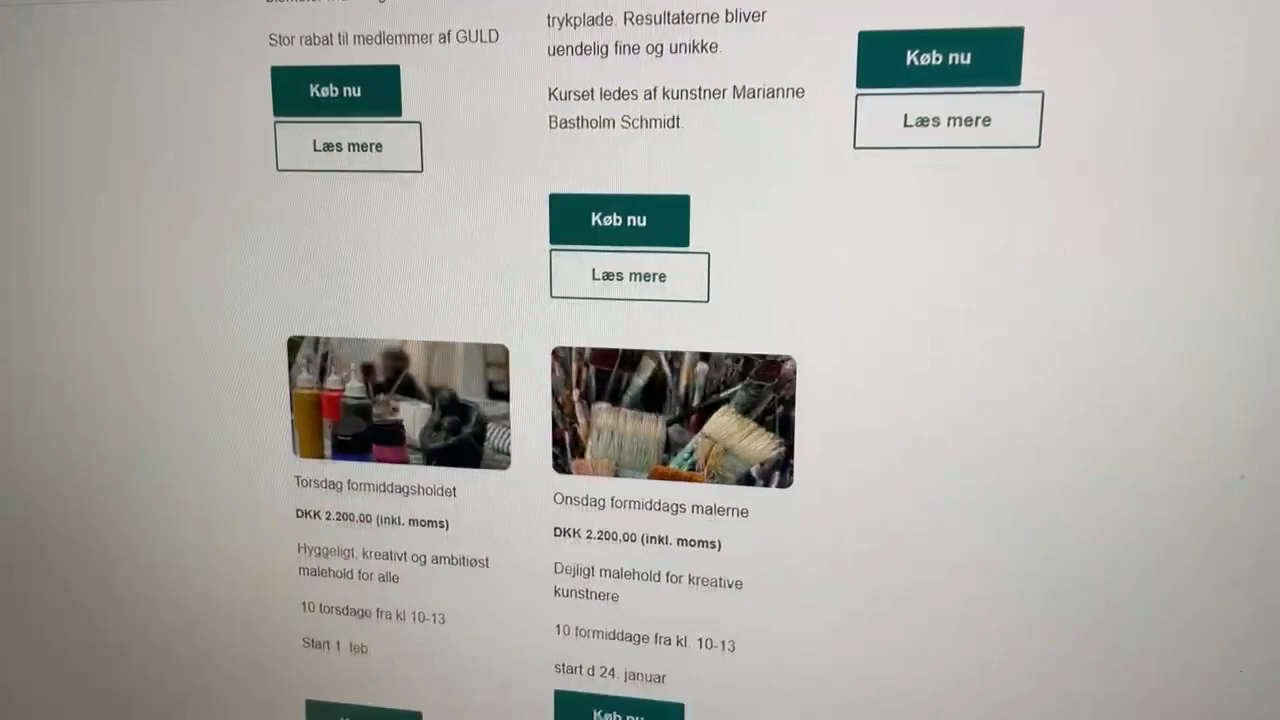 Stor rabat til medlemmer af GULD
Køb nu
Læs mere
trykplade. Resultaterne bliver
uendelig fine og unikke.
Kurset ledes af kunstner Marianne
Bastholm Schmidt.
Køb nu
Læs mere
Køb nu
Læs mere
Torsdag formiddagsholdet
DKK 2.200,00 (inkl. moms)
Hyggeligt, kreativt og ambitiøst
malehold for alle
10 torsdage fra kl 10-13
Start 1. feb
Onsdag formiddags malerne
DKK 2.200,00 (inkl. moms)
Dejligt malehold for kreative
kunstnere
10 formiddage fra kl. 10-13
start d 24. januar
Køb nu